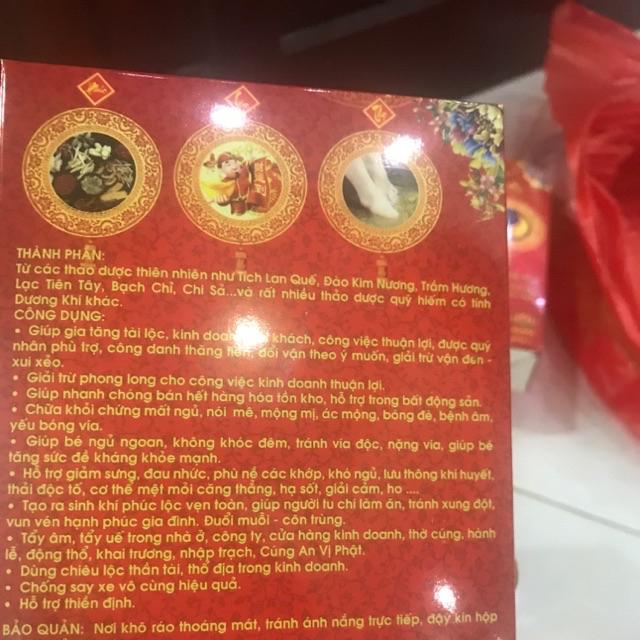 THÀNH PHẦN:
Từ các thảo dược thiên nhiên như Tích Lan Quế, Đào Kim Nương, Trầm Hương,
Lạc Tiên Tây, Bạch Chỉ, Chi Sả...và rất nhiều thảo dược quý hiếm có tính
Dương Khí khác.
CÔNG DỤNG:
• Giúp gia tăng tài lộc, kinh doanh khách, công việc thuận lợi, được quý
nhân phù trợ, công danh thăng tiến, đổi vận theo ý muốn, giải trừ vận đen -
xui xẻo.
• Giải trừ phong long cho công việc kinh doanh thuận lợi.
• Giúp nhanh chóng bán hết hàng hóa tồn kho, hỗ trợ trong bất động sản.
• Chữa khỏi chứng mất ngủ, nói mê, mộng mị, ác mộng, bóng đè, bệnh âm,
yếu bóng vía.
• Giúp bé ngủ ngoan, không khóc đêm, tránh vía độc, nặng vía, giúp bé
tăng sức đề kháng khỏe mạnh.
• Hỗ trợ giảm sưng, đau nhức, phù nề các khớp, khó ngủ, lưu thông khí huyết,
thải độc tố, cơ thể mệt mỏi căng thẳng, hạ sốt, giải cảm, ho ....
• Tạo ra sinh khí phúc lộc vẹn toàn, giúp người tu chí làm ăn, tránh xung đột,
vun vén hạnh phúc gia đình. Đuổi muỗi - côn trùng.
• Tẩy âm, tẩy uế trong nhà ở, công ty, cửa hàng kinh doanh, thờ cúng, hành
lễ, động thổ, khai trương, nhập trạch, Cúng An Vị Phật.
• Dùng chiêu lộc thần tài, thổ địa trong kinh doanh.
• Chống say xe vô cùng hiệu quả.
• Hỗ trợ thiền định.
BẢO QUẢN: Nơi khô ráo thoáng mát, tránh ánh nắng trực tiếp, đậy kín hộp